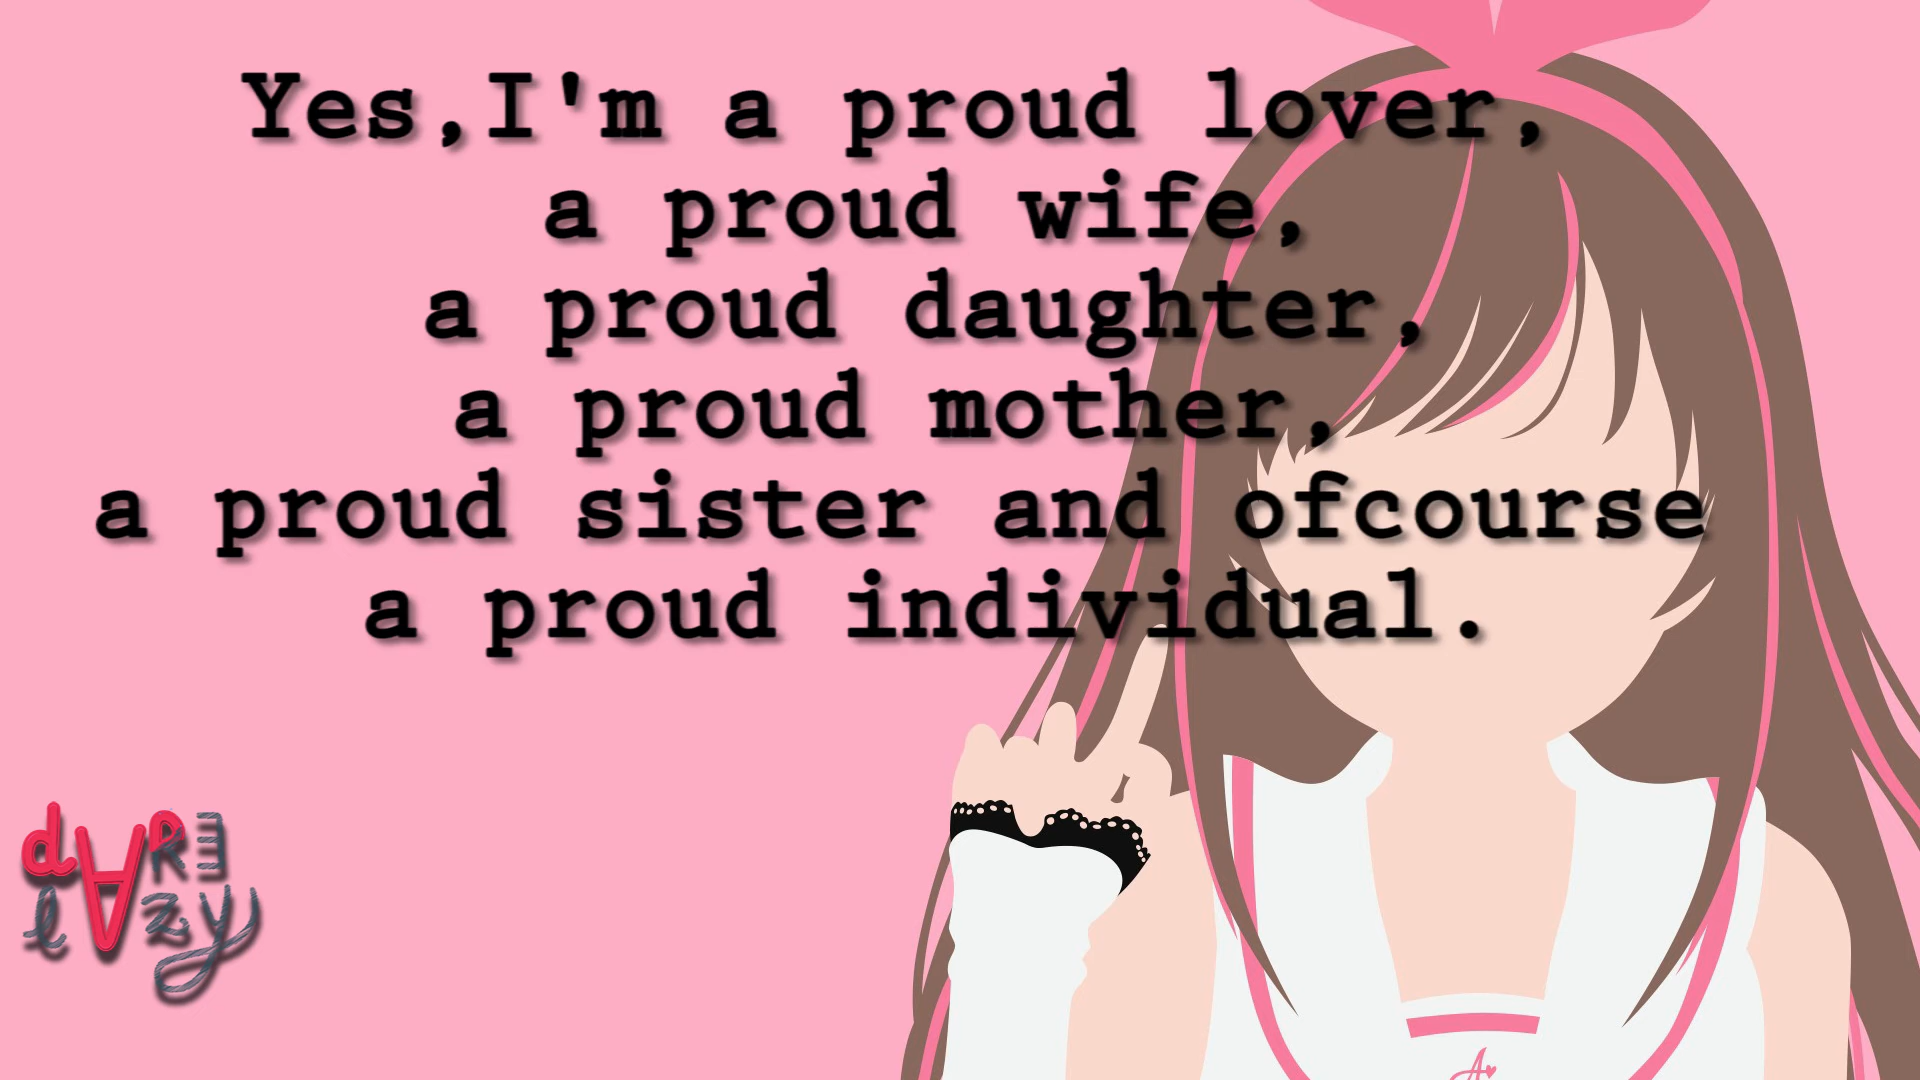 Yes,I'm a proud lover,
a proud wife,
a proud daughter,
a proud mother,
a proud sister and ofcourse
a proud individual.
dARE
lAzy
A